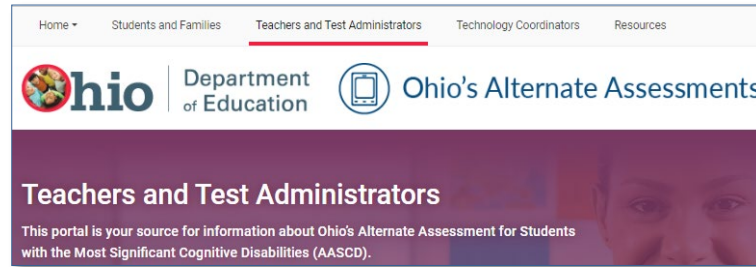 Home Students and Families Teachers and Test Administrators Technology Coordinators Resources
Ohio Department of Education Ohio's Alternate Assessments
Teachers and Test Administrators
This portal is your source for information about Ohio's Alternate Assessment for Students
with the Most Significant Cognitive Disabilities (AASCD).